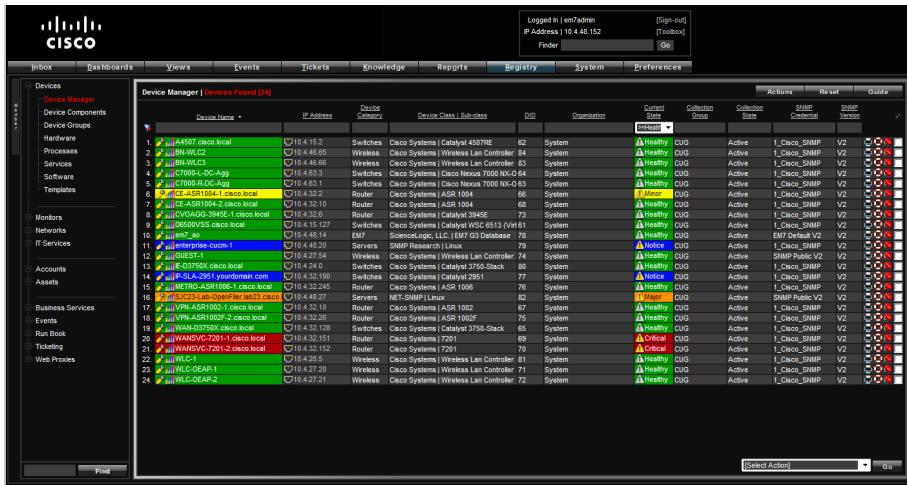 Logged In | em7admin [Sign-out]
IP Address | 10.4.48.152 [Toolbox]
Finder Go
CISCO
Inbox Dashboards Views Events Tickets Knowledge Reports Registry System Preferences
Devices
Device Manager
Device Components
Device Groups
Hardware
Processes
Services
Software
Templates
Monitors
Networks
IT Services
Accounts
Assets
Business Services
Events
Run Book
Ticketing
Web Proxies
Find
Device Manager | Devices Found [24] Actions Reset Guide
Device Name IP Address Device Category Device Class | Sub-class DID Organization Current State Collection Group Collection State SNMP Credential SNMP Version
>=Health
1. A4507.cisco.local 10.4.15.2 Switches Cisco Systems | Catalyst 4507RE 62 System Healthy CUG Active 1_Cisco_SNMP V2
2. BN-WLC2 10.4.46.65 Wireless Cisco Systems | Wireless Lan Controller 84 System Healthy CUG Active 1_Cisco_SNMP V2
3. BN-WLC3 10.4.46.66 Wireless Cisco Systems | Wireless Lan Controller 83 System Healthy CUG Active 1_Cisco_SNMP V2
4. C7000-L-DC-Agg 10.4.63.3 Switches Cisco Systems | Cisco Nexus 7000 NX-O 64 System Healthy CUG Active 1_Cisco_SNMP V2
5. C7000-R-DC-Agg 10.4.63.1 Switches Cisco Systems | Cisco Nexus 7000 NX-O 63 System Healthy CUG Active 1_Cisco_SNMP V2
6. CE-ASR1004-1.cisco.local 10.4.32.2 Router Cisco Systems | ASR 1004 66 System Minor CUG Active 1_Cisco_SNMP V2
7. CE-ASR1004-2.cisco.local 10.4.32.10 Router Cisco Systems | ASR 1004 68 System Healthy CUG Active 1_Cisco_SNMP V2
8. CVOAGG-3945E-1.cisco.local 10.4.32.6 Router Cisco Systems | Catalyst 3945E 73 System Healthy CUG Active 1_Cisco_SNMP V2
9. D6500VSS.cisco.local 10.4.15.127 Switches Cisco Systems | Catalyst WSC 6513 (Virt 61 System Healthy CUG Active 1_Cisco_SNMP V2
10. em7_ao 10.4.48.14 EM7 ScienceLogic, LLC | EM7 G3 Database 78 System Healthy CUG Active EM7 Default V2 V2
11. enterprise-cucm-1 10.4.48.20 Servers SNMP Research | Linux 79 System Notice CUG Active 1_Cisco_SNMP V2
12. GUEST-1 10.4.27.54 Wireless Cisco Systems | Wireless Lan Controller 74 System Healthy CUG Active SNMP Public V2 V2
13. IE-D3750X.cisco.local 10.4.24.0 Switches Cisco Systems | Catalyst 3750-Stack 80 System Healthy CUG Active 1_Cisco_SNMP V2
14. IP-SLA-2951.yourdomain.com 10.4.32.190 Switches Cisco Systems | Catalyst 2951 77 System Notice CUG Active 1_Cisco_SNMP V2
15. METRO-ASR1006-1.cisco.local 10.4.32.245 Router Cisco Systems | ASR 1006 76 System Healthy CUG Active 1_Cisco_SNMP V2
16. SJC23-Lab-OpenFiler.lab23.cisco. 10.4.48.27 Servers NET-SNMP | Linux 82 System Major CUG Active SNMP Public V2 V2
17. VPN-ASR1002-1.cisco.local 10.4.32.18 Router Cisco Systems | ASR 1002 67 System Healthy CUG Active 1_Cisco_SNMP V2
18. VPN-ASR1002F-2.cisco.local 10.4.32.26 Router Cisco Systems | ASR 1002F 75 System Healthy CUG Active 1_Cisco_SNMP V2
19. WAN-D3750X.cisco.local 10.4.32.128 Switches Cisco Systems | Catalyst 3750-Stack 65 System Healthy CUG Active 1_Cisco_SNMP V2
20. WANSVC-7201-1.cisco.local 10.4.32.151 Router Cisco Systems | 7201 69 System Critical CUG Active 1_Cisco_SNMP V2
21. WANSVC-7201-2.cisco.local 10.4.32.152 Router Cisco Systems | 7201 70 System Critical CUG Active 1_Cisco_SNMP V2
22. WLC-1 10.4.20.5 Wireless Cisco Systems | Wireless Lan Controller 81 System Healthy CUG Active 1_Cisco_SNMP V2
23. WLC-OEAP-1 10.4.27.20 Wireless Cisco Systems | Wireless Lan Controller 71 System Healthy CUG Active 1_Cisco_SNMP V2
24. WLC-OEAP-2 10.4.27.21 Wireless Cisco Systems | Wireless Lan Controller 72 System Healthy CUG Active 1_Cisco_SNMP V2
[Select Action] Go